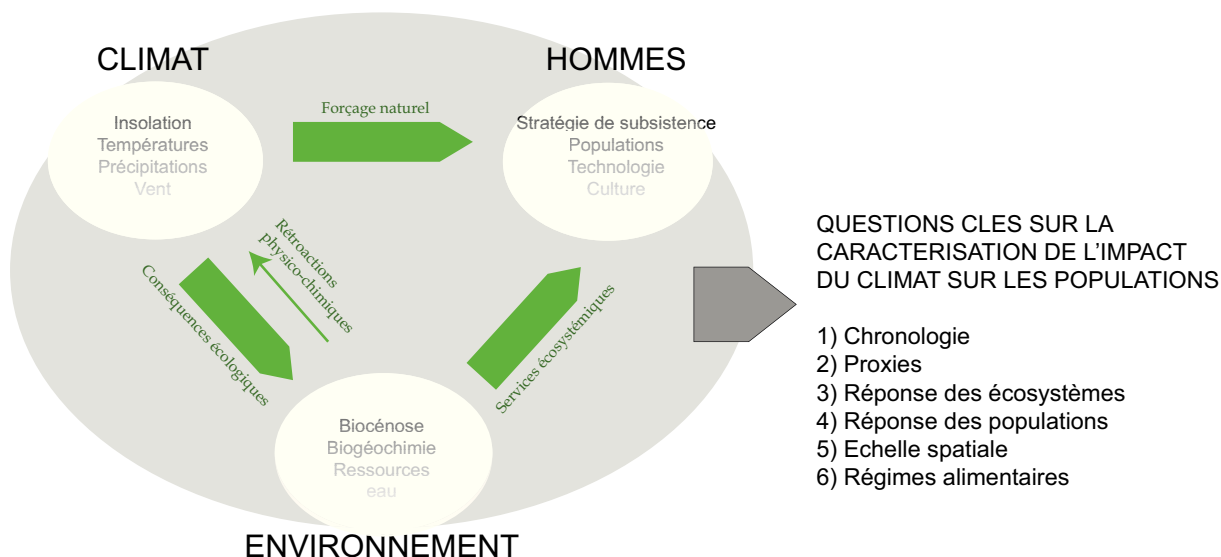 CLIMAT
Insolation
Températures
Précipitations
Vent
Forçage naturel
HOMMES
Stratégie de subsistence
Populations
Technologie
Culture
Rétroactions
physico-chimiques
Conséquences écologiques
Services écosystémiques
Biocénose
Biogéochimie
Ressources
eau
ENVIRONNEMENT
QUESTIONS CLES SUR LA
CARACTERISATION DE L'IMPACT
DU CLIMAT SUR LES POPULATIONS
1) Chronologie
2) Proxies
3) Réponse des écosystèmes
4) Réponse des populations
5) Echelle spatiale
6) Régimes alimentaires